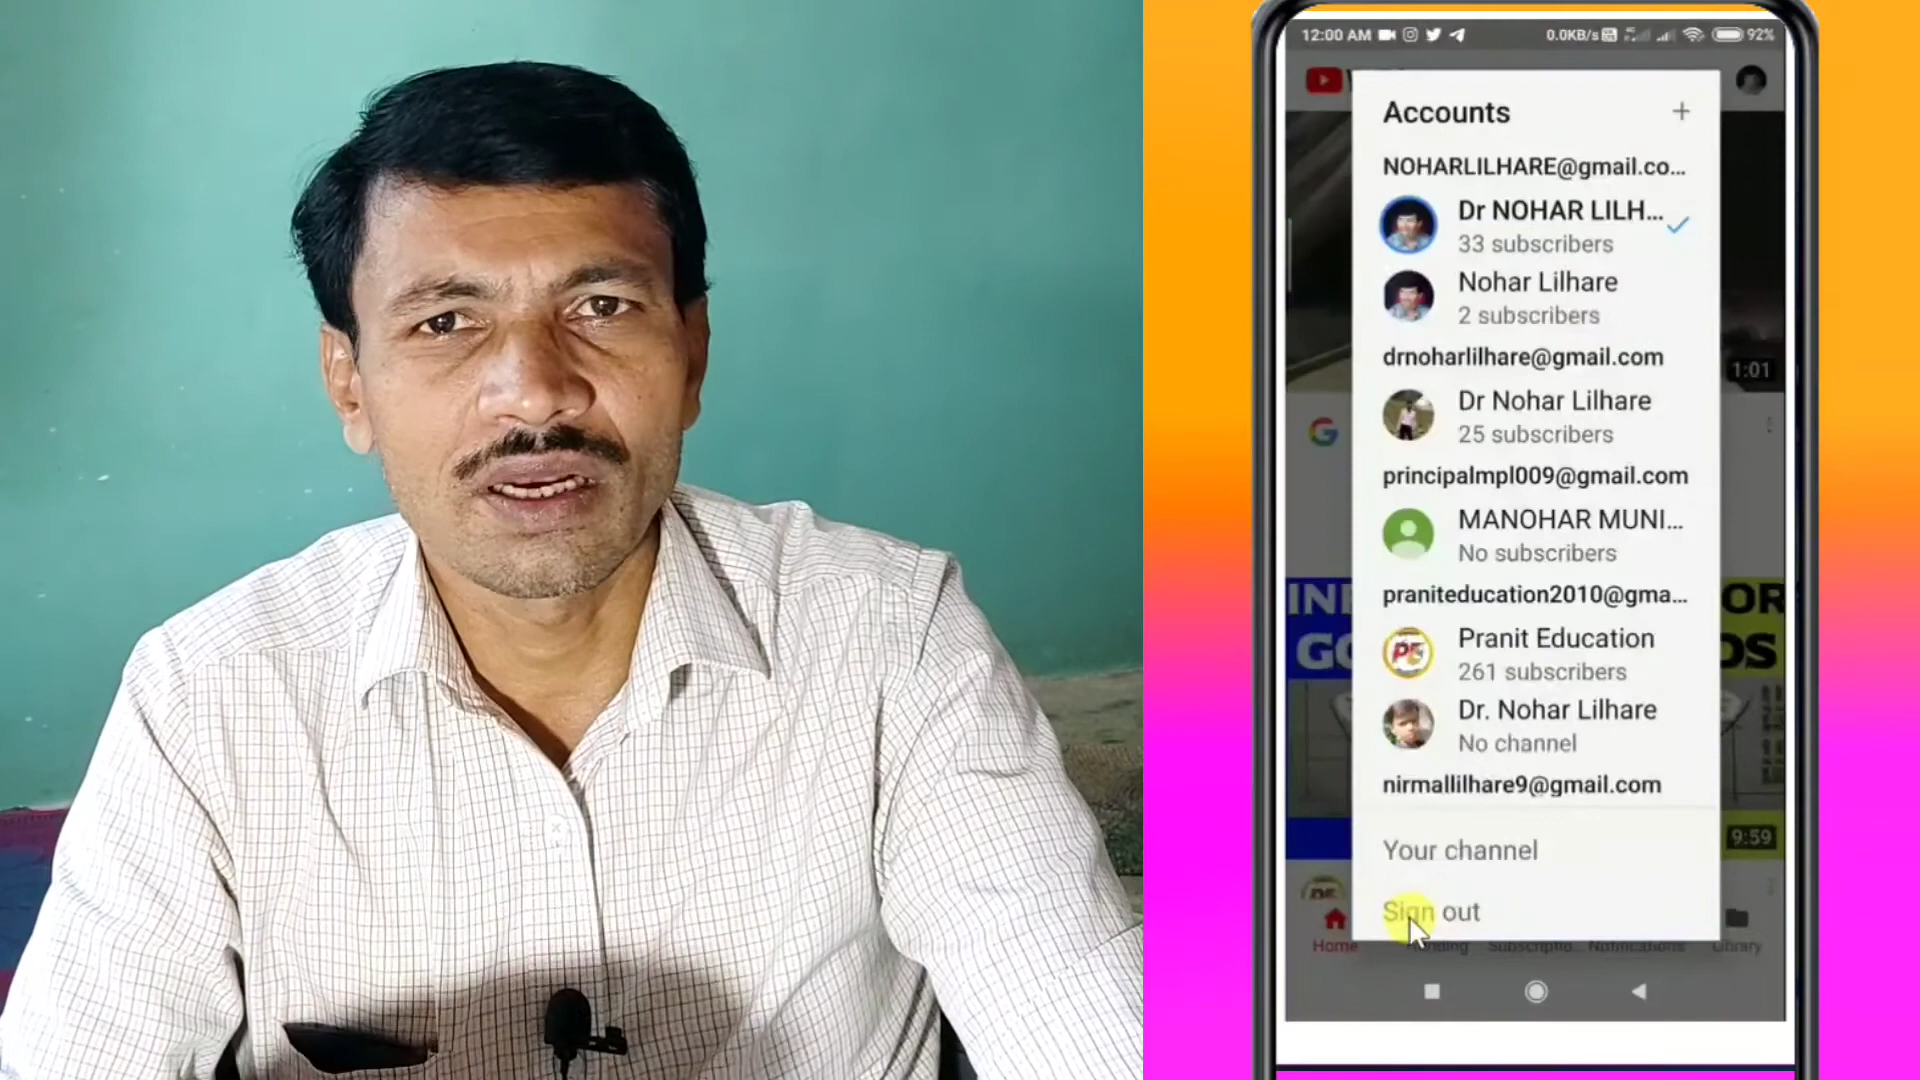 12:00 AM 0.0KB/s 92%
Accounts +
NOHARLILHARE@gmail.co...
Dr NOHAR LILH...
33 subscribers
Nohar Lilhare
2 subscribers
1:01
drnoharlilhare@gmail.com
Dr Nohar Lilhare
25 subscribers
principalmpl009@gmail.com
MANOHAR MUNI...
No subscribers
praniteducation2010@gma...
Pranit Education
261 subscribers
Dr. Nohar Lilhare
No channel
nirmallilhare9@gmail.com
9:59
Your channel
Sign out
Home Notifications Library